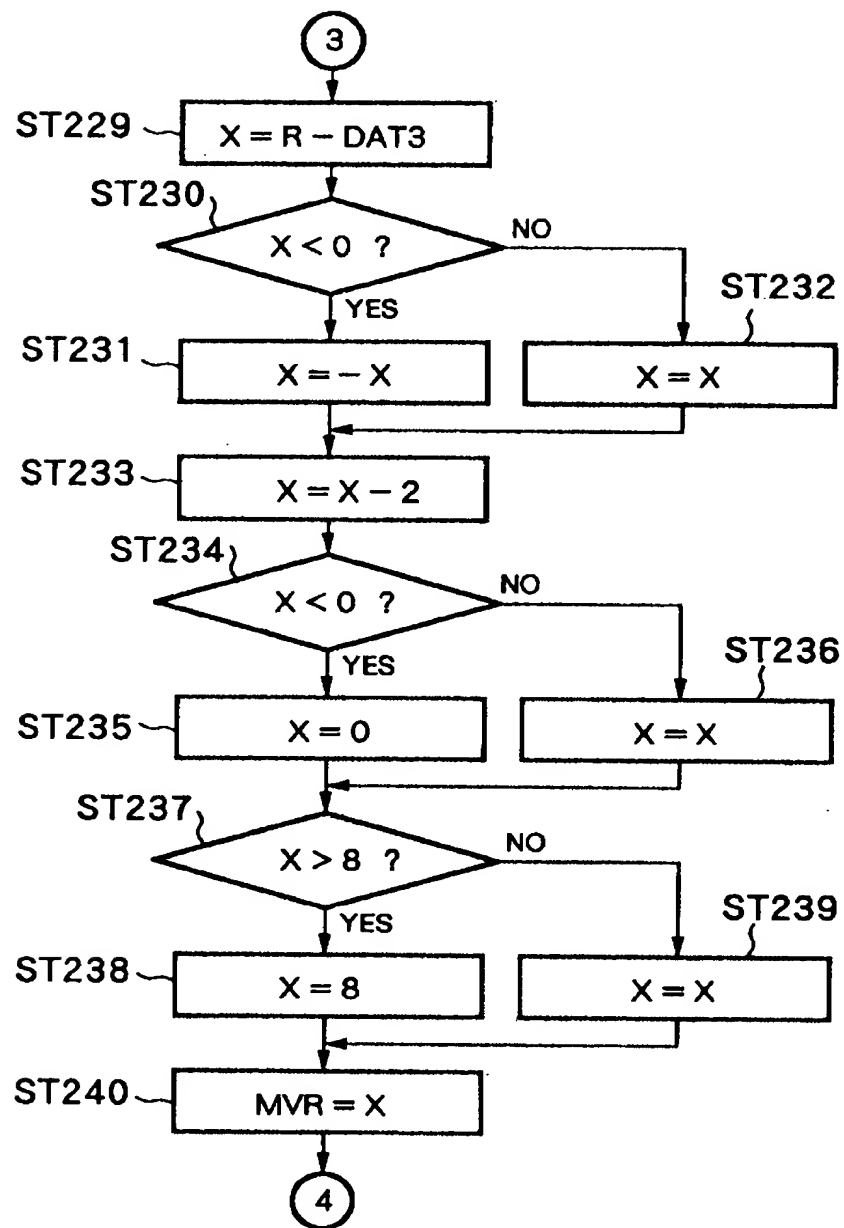 3
ST229
X = R - DAT3
ST230
X < 0 ?
NO
YES
ST232
ST231
X = - X
X = X
ST233
X = X - 2
ST234
X < 0 ?
NO
YES
ST236
ST235
X = 0
X = X
ST237
X > 8 ?
NO
YES
ST239
ST238
X = 8
X = X
ST240
MVR = X
4